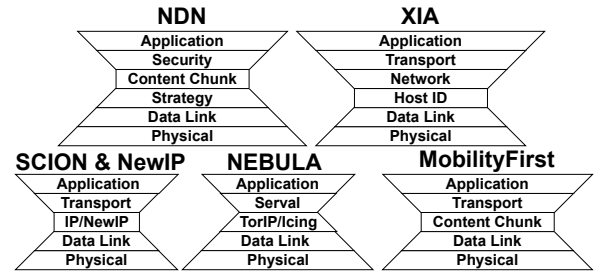 NDN
Application
Security
Content Chunk
Strategy
Data Link
Physical
XIA
Application
Transport
Network
Host ID
Data Link
Physical
SCION & NewIP
Application
Transport
IP/NewIP
Data Link
Physical
NEBULA
Application
Serval
TorIP/Icing
Data Link
Physical
MobilityFirst
Application
Transport
Content Chunk
Data Link
Physical